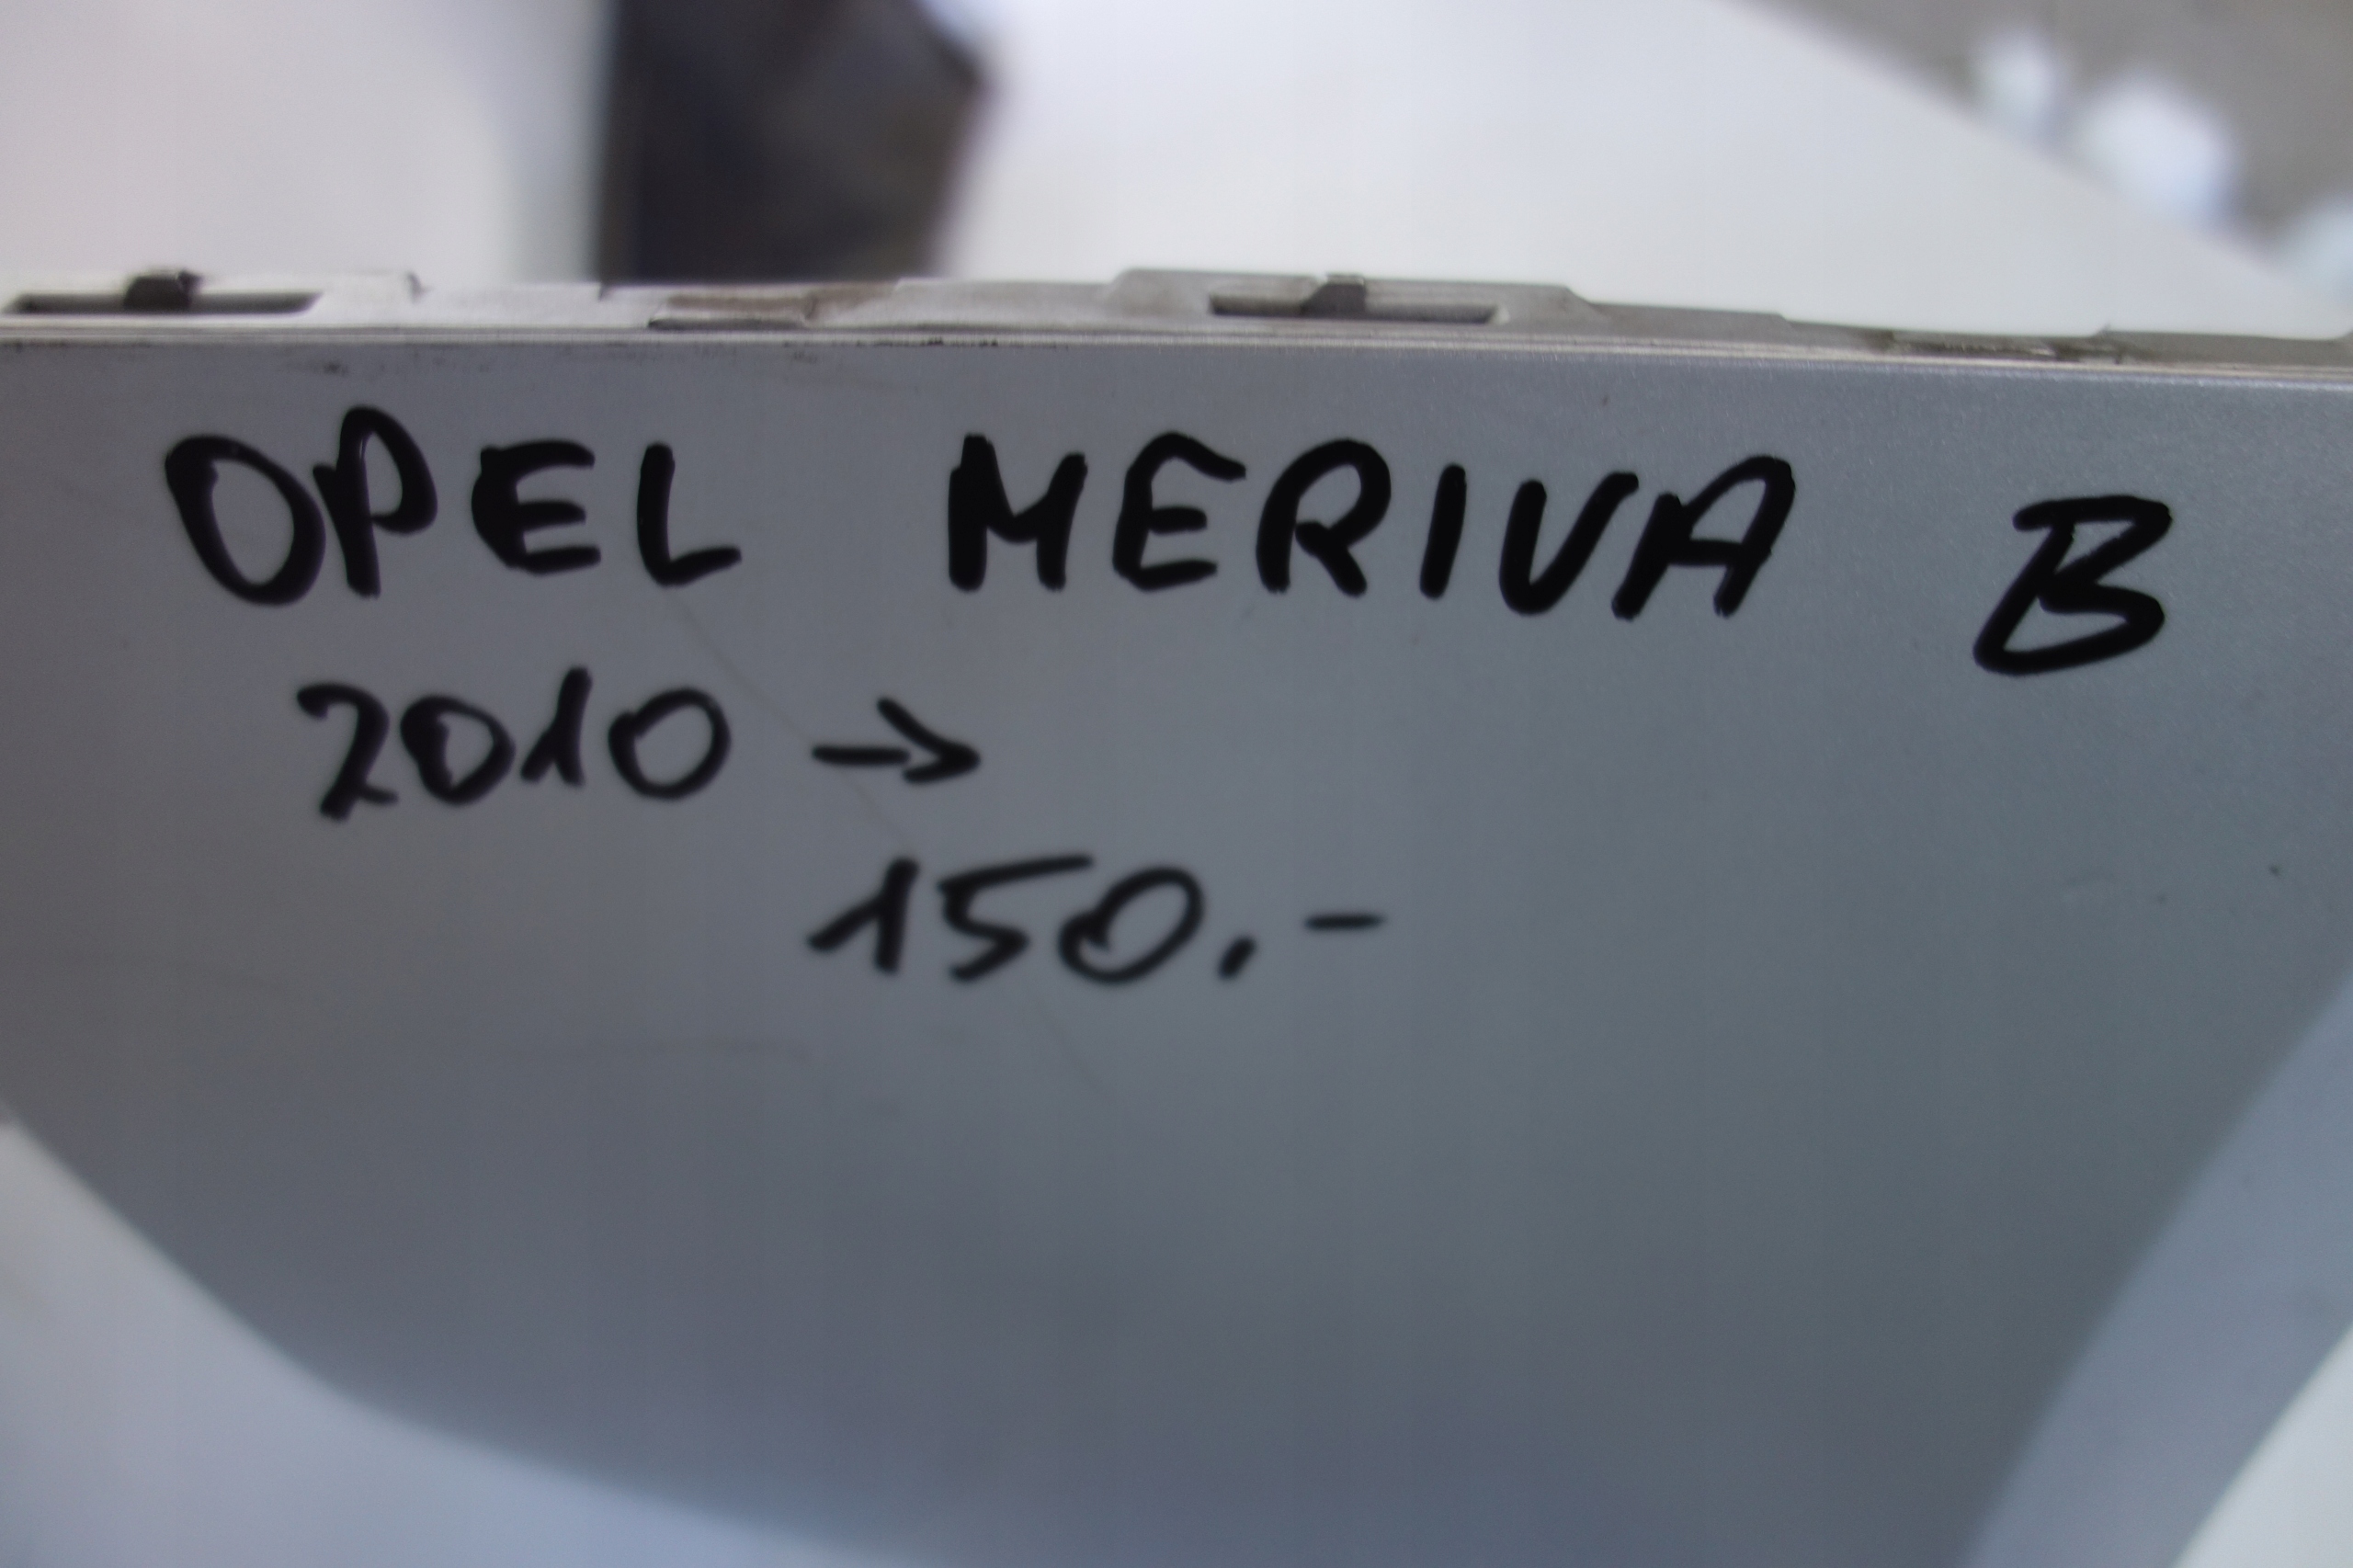 OPEL MERIVA B
2010 →
150.-